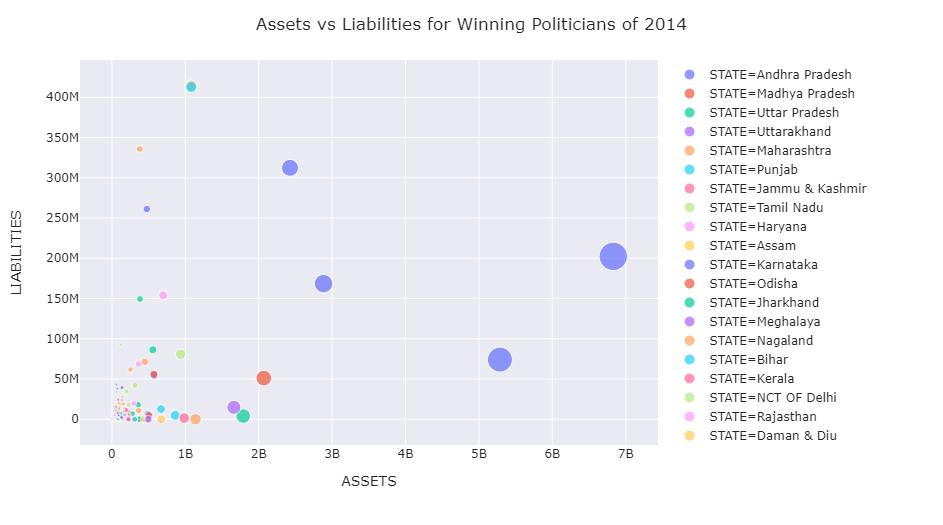 Assets vs Liabilities for Winning Politicians of 2014
LIABILITIES
400M
350M
300M
250M
200M
150M
100M
50M
0
0
1B
2B
3B
4B
5B
6B
7B
ASSETS
STATE=Andhra Pradesh
STATE=Madhya Pradesh
STATE=Uttar Pradesh
STATE=Uttarakhand
STATE=Maharashtra
STATE=Punjab
STATE=Jammu & Kashmir
STATE=Tamil Nadu
STATE=Haryana
STATE=Assam
STATE=Karnataka
STATE=Odisha
STATE=Jharkhand
STATE=Meghalaya
STATE=Nagaland
STATE=Bihar
STATE=Kerala
STATE=NCT OF Delhi
STATE=Rajasthan
STATE=Daman & Diu